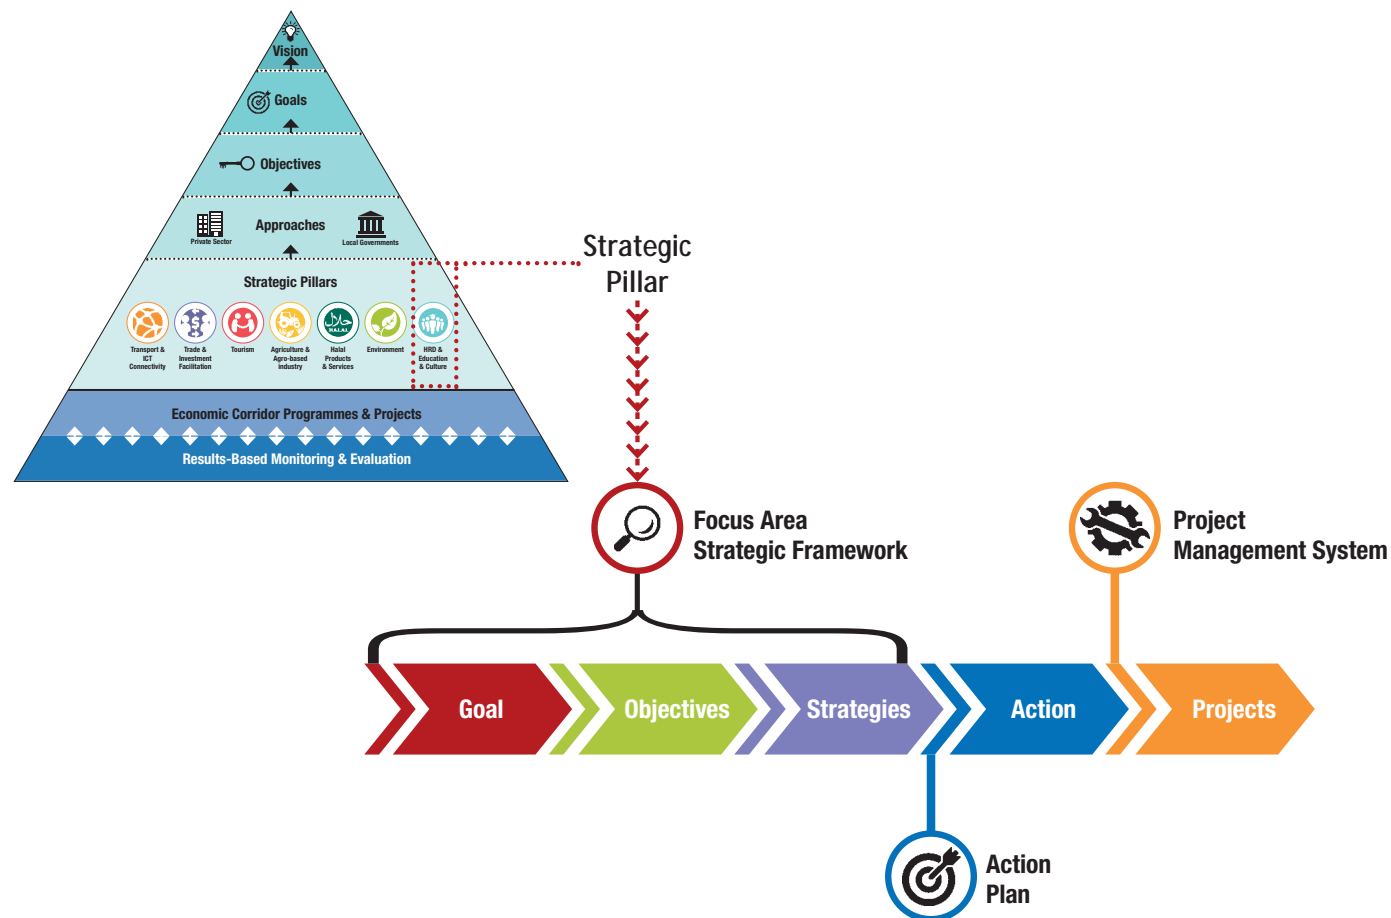 Vision
Goals
Objectives
Approaches
Private Sector
Local Governments
Strategic Pillars
Transport &
ICT
Connectivity
Trade &
Investment
Facilitation
Tourism
Agriculture &
Agro-based
industry
حلال
HALAL
Halal
Products
& Services
Environment
HRD &
Education
& Culture
Economic Corridor Programmes & Projects
Results-Based Monitoring & Evaluation
Strategic
Pillar
Focus Area
Strategic Framework
Project
Management System
Goal
Objectives
Strategies
Action
Projects
Action
Plan